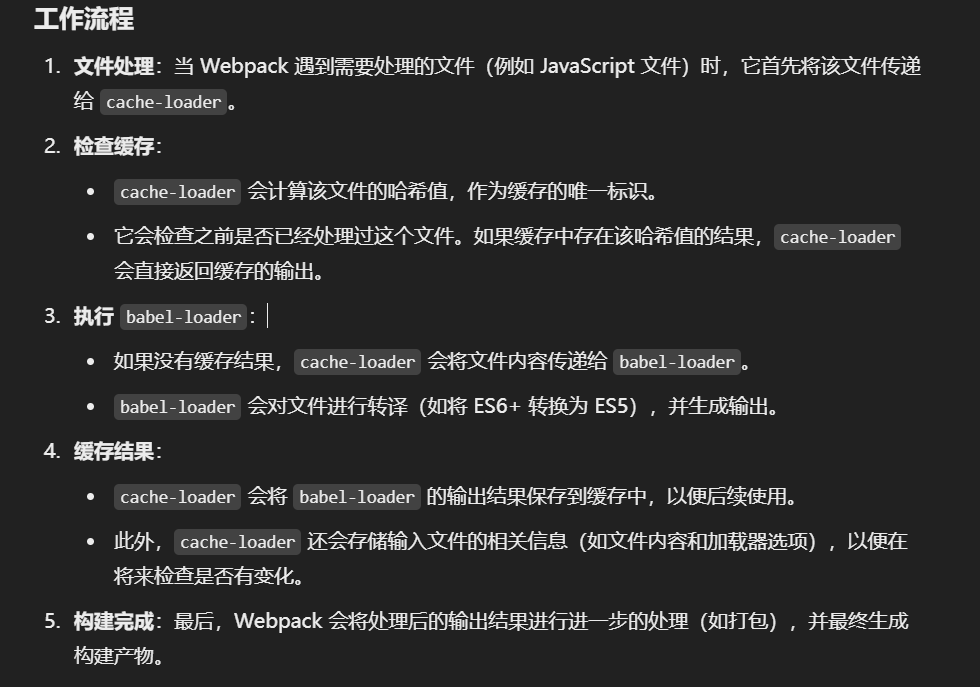 工作流程
1. 文件处理：当 Webpack 遇到需要处理的文件（例如 JavaScript 文件）时，它首先将该文件传递
给 cache-loader。
2. 检查缓存：
• cache-loader 会计算该文件的哈希值，作为缓存的唯一标识。
• 它会检查之前是否已经处理过这个文件。如果缓存中存在该哈希值的结果，cache-loader
会直接返回缓存的输出。
3. 执行 babel-loader：
• 如果没有缓存结果，cache-loader 会将文件内容传递给 babel-loader。
• babel-loader 会对文件进行转译（如将 ES6+ 转换为 ES5），并生成输出。
4. 缓存结果：
• cache-loader 会将 babel-loader 的输出结果保存到缓存中，以便后续使用。
• 此外，cache-loader 还会存储输入文件的相关信息（如文件内容和加载器选项），以便在
将来检查是否有变化。
5. 构建完成：最后，Webpack 会将处理后的输出结果进行进一步的处理（如打包），并最终生成
构建产物。